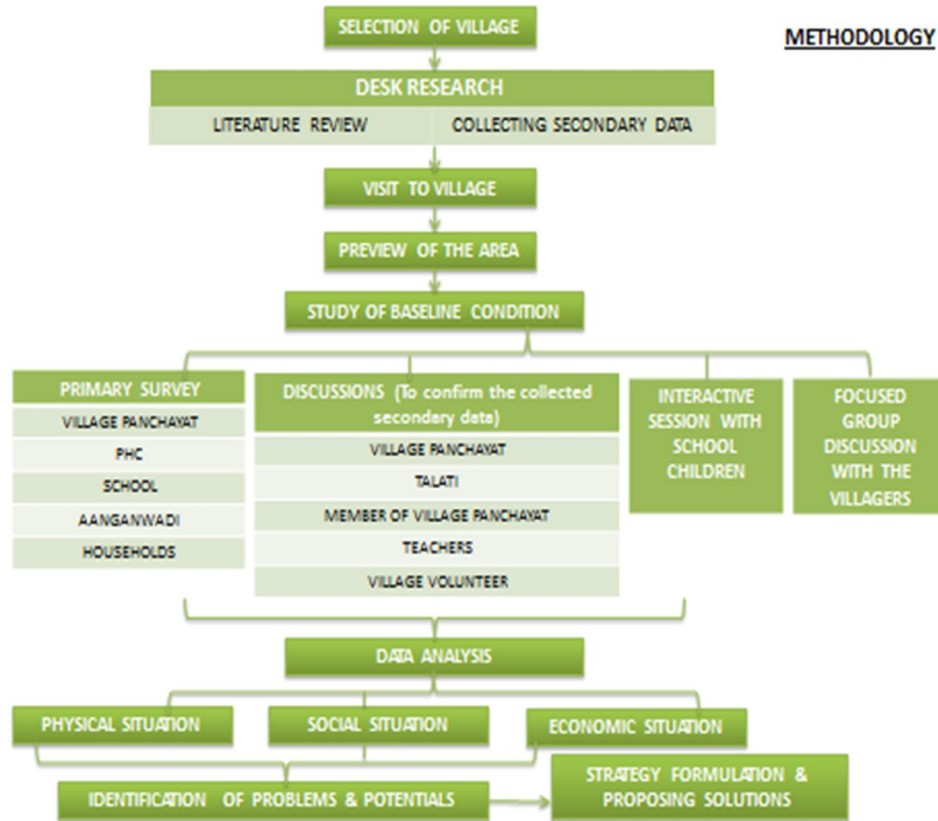 SELECTION OF VILLAGE
METHODOLOGY
DESK RESEARCH
LITERATURE REVIEW
COLLECTING SECONDARY DATA
VISIT TO VILLAGE
PREVIEW OF THE AREA
STUDY OF BASELINE CONDITION
PRIMARY SURVEY
VILLAGE PANCHAYAT
PHC
SCHOOL
AANGANWADI
HOUSEHOLDS
DISCUSSIONS (To confirm the collected
secondary data)
VILLAGE PANCHAYAT
TALATI
MEMBER OF VILLAGE PANCHAYAT
TEACHERS
VILLAGE VOLUNTEER
INTERACTIVE
SESSION WITH
SCHOOL
CHILDREN
FOCUSED
GROUP
DISCUSSION
WITH THE
VILLAGERS
DATA ANALYSIS
PHYSICAL SITUATION
SOCIAL SITUATION
ECONOMIC SITUATION
IDENTIFICATION OF PROBLEMS & POTENTIALS
STRATEGY FORMULATION &
PROPOSING SOLUTIONS